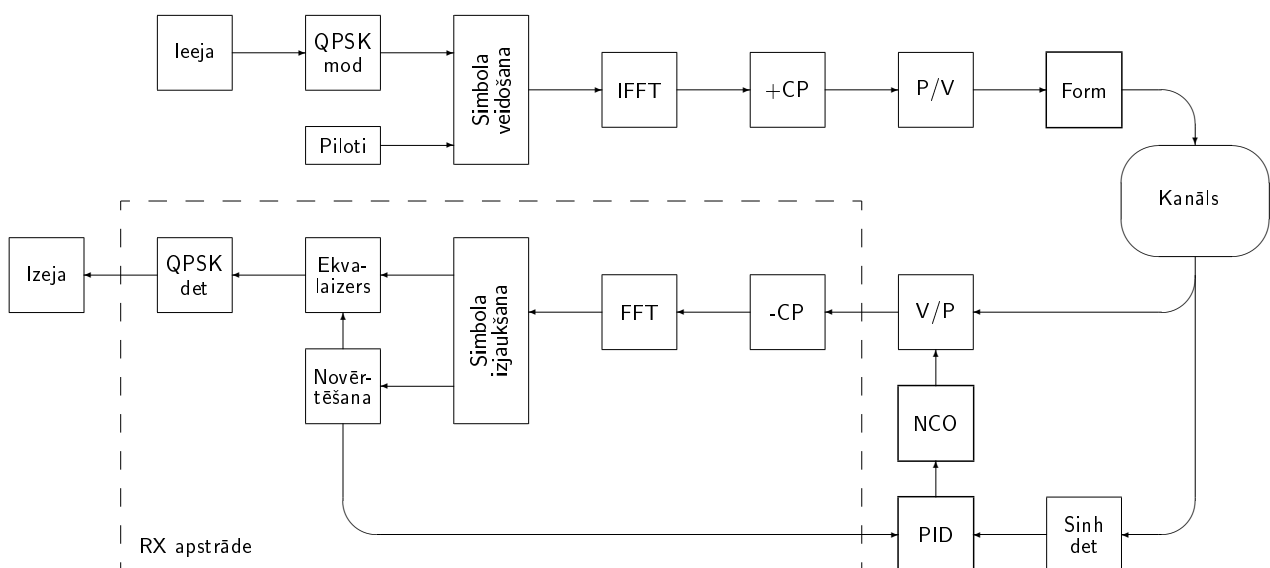 Ieeja
QPSK
mod
Piloti
Simbola
veidošana
IFFT
+CP
P/V
Form
Kanāls
Izeja
QPSK
det
Ekva-
laizers
Novēr-
tēšana
Simbola
izjaukšana
FFT
-CP
V/P
NCO
PID
Sinh
det
RX apstrāde